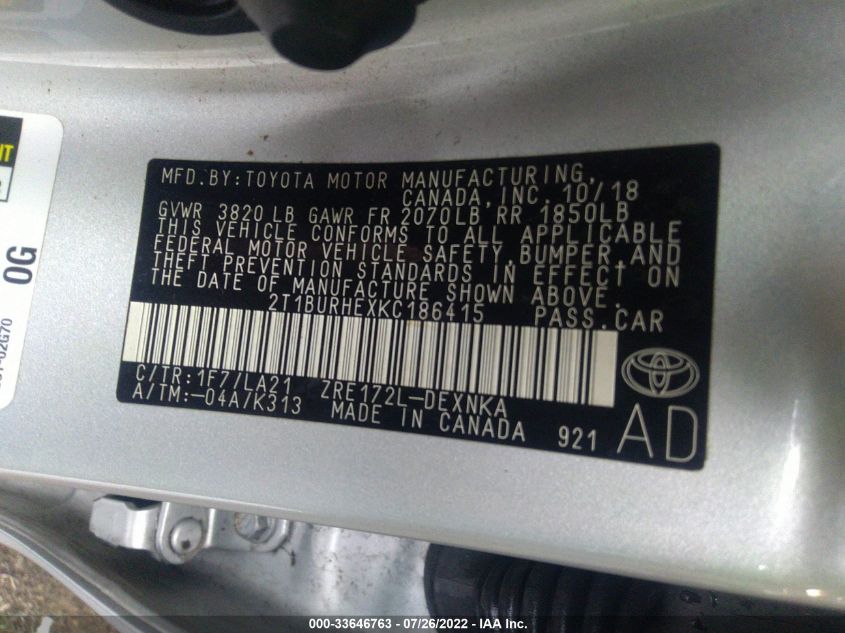 MFD.BY:TOYOTA MOTOR MANUFACTURING,
CANADA,INC. 10/18
GVWR 3820 LB GAWR FR 2070LB RR 1850LB
THIS VEHICLE CONFORMS TO ALL APPLICABLE
FEDERAL MOTOR VEHICLE SAFETY,BUMPER,AND
THEFT PREVENTION STANDARDS IN EFFECT ON
THE DATE OF MANUFACTURE SHOWN ABOVE.
2T1BURHEXKC186415 PASS.CAR
C/TR:1F7/LA21 ZRE172L-DEXNKA
A/TM:-04A/K313 MADE IN CANADA 921 AD
0G
000-33646763 - 07/26/2022 - IAA Inc.